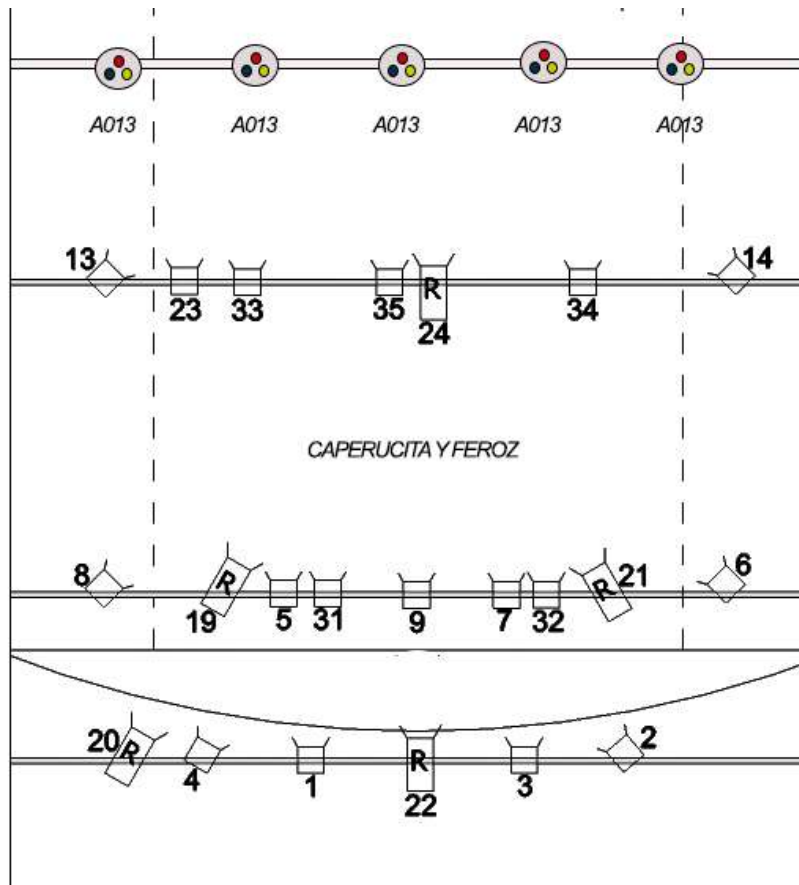 A013 A013 A013 A013 A013
13 14
R
23 33 35 34
24
CAPERUCITA Y FEROZ
8 R R 21 6
19 5 31 9 7 32
20 R R 2
4 1 3
22